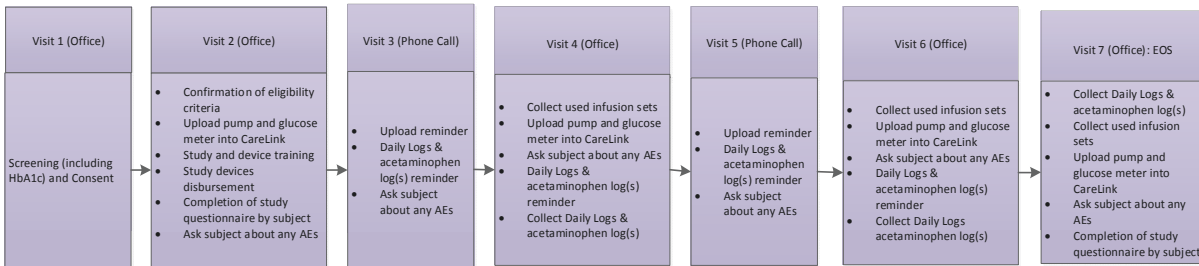 Visit 1 (Office)
Screening (including
HbA1c) and Consent
Visit 2 (Office)
• Confirmation of eligibility
criteria
• Upload pump and glucose
meter into CareLink
• Study and device training
• Study devices
disbursement
• Completion of study
questionnaire by subject
• Ask subject about any AEs
Visit 3 (Phone Call)
• Upload reminder
• Daily Logs &
acetaminophen
log(s) reminder
• Ask subject
about any AEs
Visit 4 (Office)
• Collect used infusion sets
• Upload pump and glucose
meter into CareLink
• Ask subject about any AEs
• Daily Logs &
acetaminophen log(s)
reminder
• Collect Daily Logs &
acetaminophen log(s)
Visit 5 (Phone Call)
• Upload reminder
• Daily Logs &
acetaminophen
log(s) reminder
• Ask subject
about any AEs
Visit 6 (Office)
• Collect used infusion sets
• Upload pump and glucose
meter into CareLink
• Ask subject about any AEs
• Daily Logs &
acetaminophen log(s)
reminder
• Collect Daily Logs
acetaminophen log(s)
Visit 7 (Office): EOS
• Collect Daily Logs &
acetaminophen log(s)
• Collect used infusion
sets
• Upload pump and
glucose meter into
CareLink
• Ask subject about any
AEs
• Completion of study
questionnaire by subject